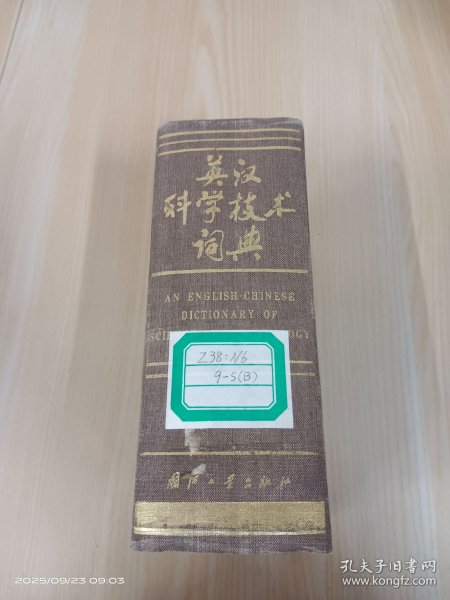 英汉
科学技术
词典
AN ENGLISH-CHINESE
DICTIONARY OF
SCI
OGY
Z38:N6
9-5(B)
国防工业出版社
2025/09/23 09:03
孔夫子旧书网
www.kongfz.com